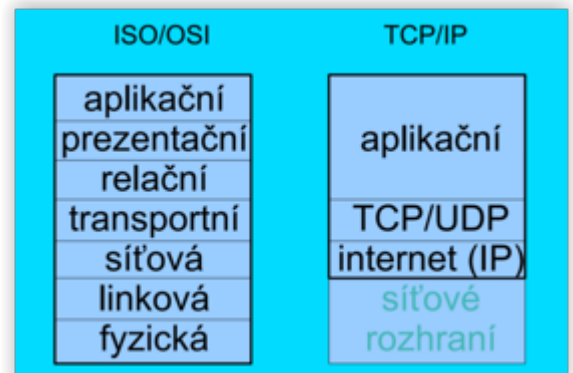 ISO/OSI
aplikační
prezentační
relační
transportní
síťová
linková
fyzická
TCP/IP
aplikační
TCP/UDP
internet (IP)
síťové
rozhraní